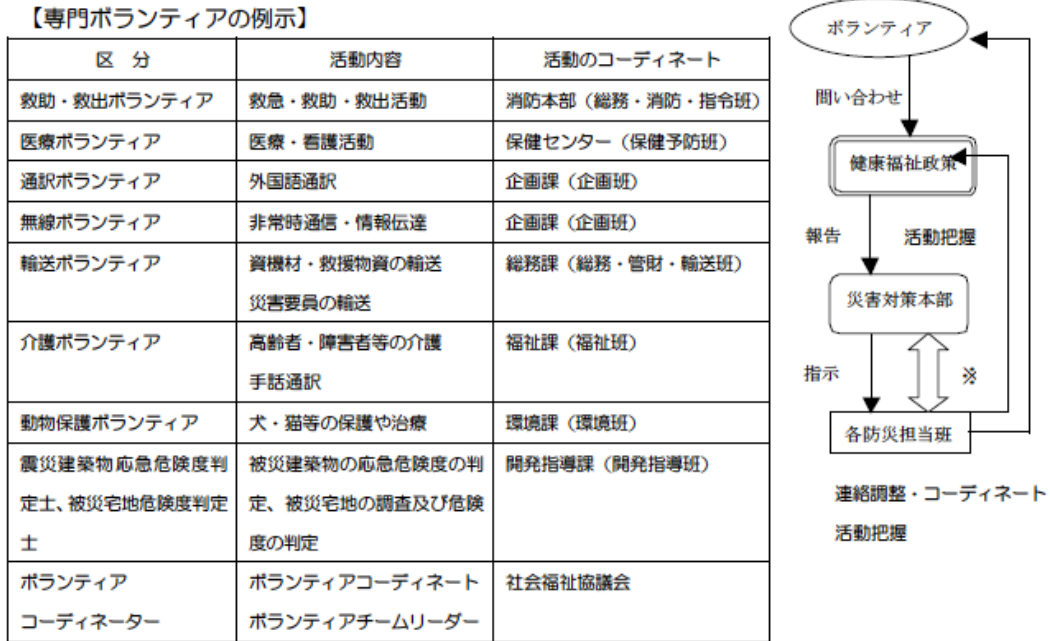 【専門ボランティアの例示】
区 分 活動内容 活動のコーディネート
救助・救出ボランティア 救急・救助・救出活動 消防本部（総務・消防・指令班）
医療ボランティア 医療・看護活動 保健センター（保健予防班）
通訳ボランティア 外国語通訳 企画課（企画班）
無線ボランティア 非常時通信・情報伝達 企画課（企画班）
輸送ボランティア 資機材・救援物資の輸送 総務課（総務・管財・輸送班）
災害要員の輸送
介護ボランティア 高齢者・障害者等の介護 福祉課（福祉班）
手話通訳
動物保護ボランティア 犬・猫等の保護や治療 環境課（環境班）
震災建築物応急危険度判 被災建築物の応急危険度の判 開発指導課（開発指導班）
定士、被災宅地危険度判定 定、被災宅地の調査及び危険
士 度の判定
ボランティア ボランティアコーディネート 社会福祉協議会
コーディネーター ボランティアチームリーダー
ボランティア
問い合わせ
健康福祉政策
報告 活動把握
災害対策本部
指示 ※
各防災担当班
連絡調整・コーディネート
活動把握